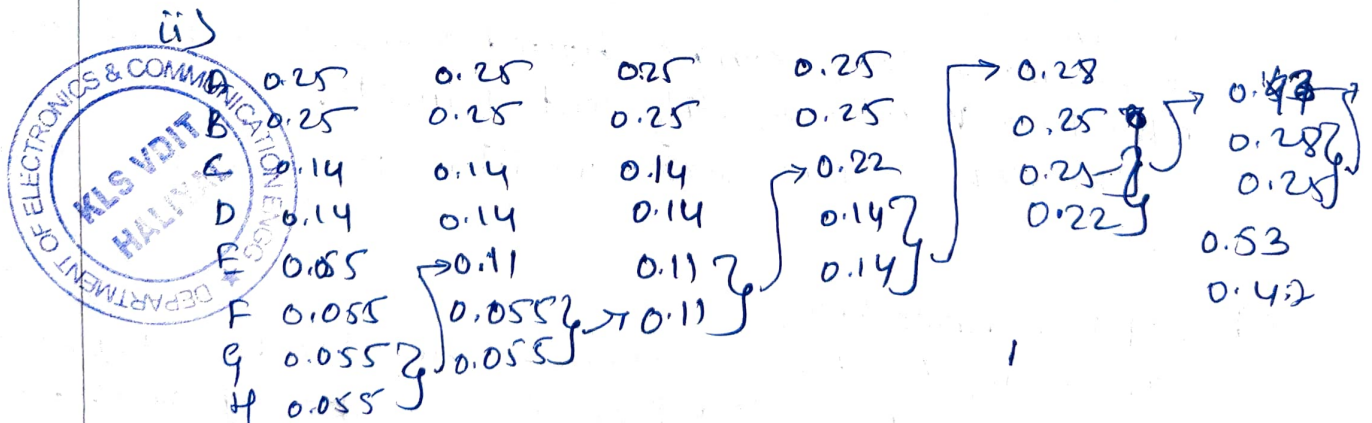 ii)
A 0.25 0.25 0.25 0.25 0.28 0.47
B 0.25 0.25 0.25 0.25 0.25 0.28
C 0.14 0.14 0.14 0.22 0.25 0.25
D 0.14 0.14 0.14 0.14 0.22 0.53
E 0.055 0.11 0.11 0.14 0.47
F 0.055 0.055 0.11
G 0.055 0.055
H 0.055
1
DEPARTMENT OF ELECTRONICS & COMMUNICATION ENGG
KLS VDIT
HALIYAL